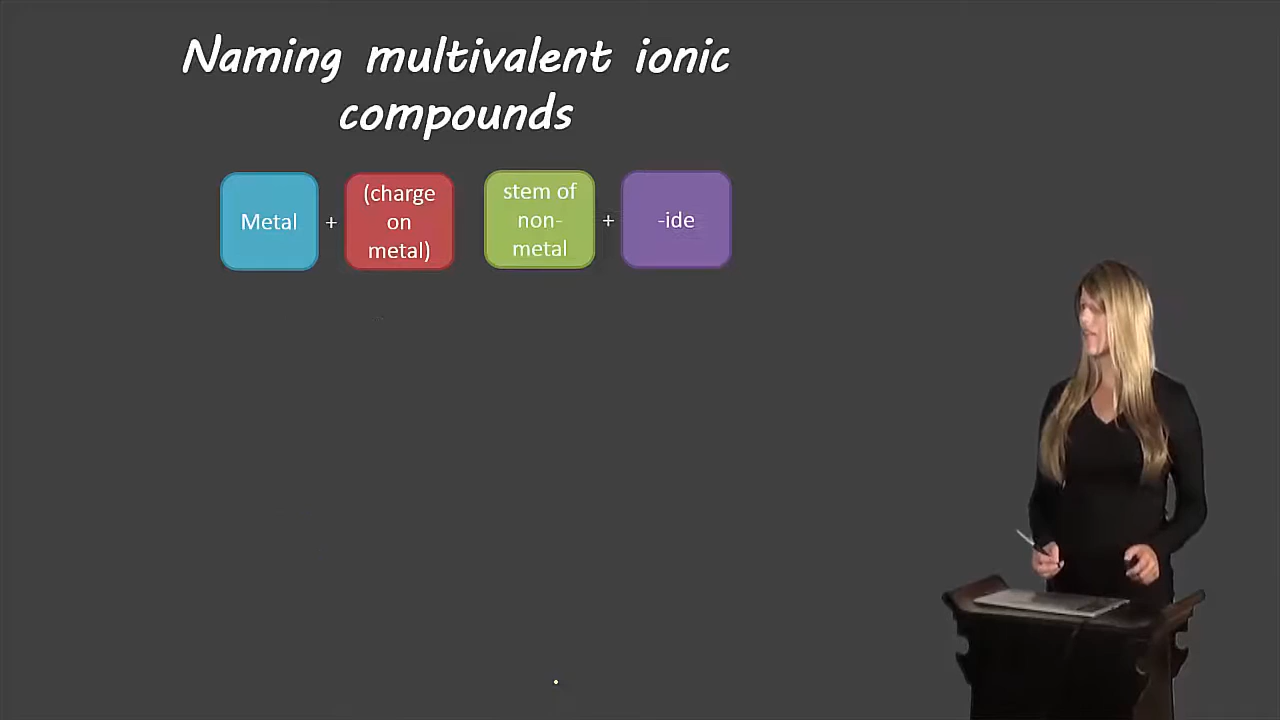 Naming multivalent ionic
compounds
Metal + (charge on metal) stem of non-metal + -ide